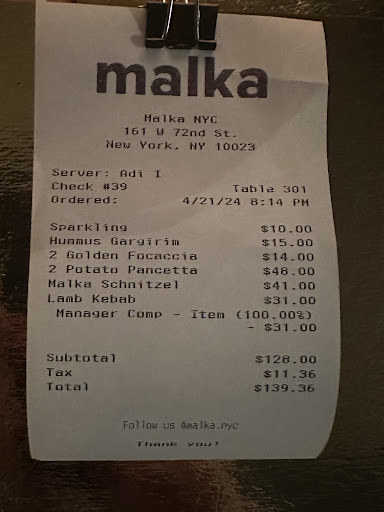 malka
Malka NYC
161 W 72nd St.
New York, NY 10023
Server: Adi I
Check #39 Table 301
Ordered: 4/21/24 8:14 PM
Sparkling $10.00
Hummus Gargirim $15.00
2 Golden Focaccia $14.00
2 Potato Pancetta $48.00
Malka Schnitzel $41.00
Lamb Kebab $31.00
Manager Comp - Item (100.00%)
- $31.00
Subtotal $128.00
Tax $11.36
Total $139.36
Follow us @malka.nyc
Thank you!